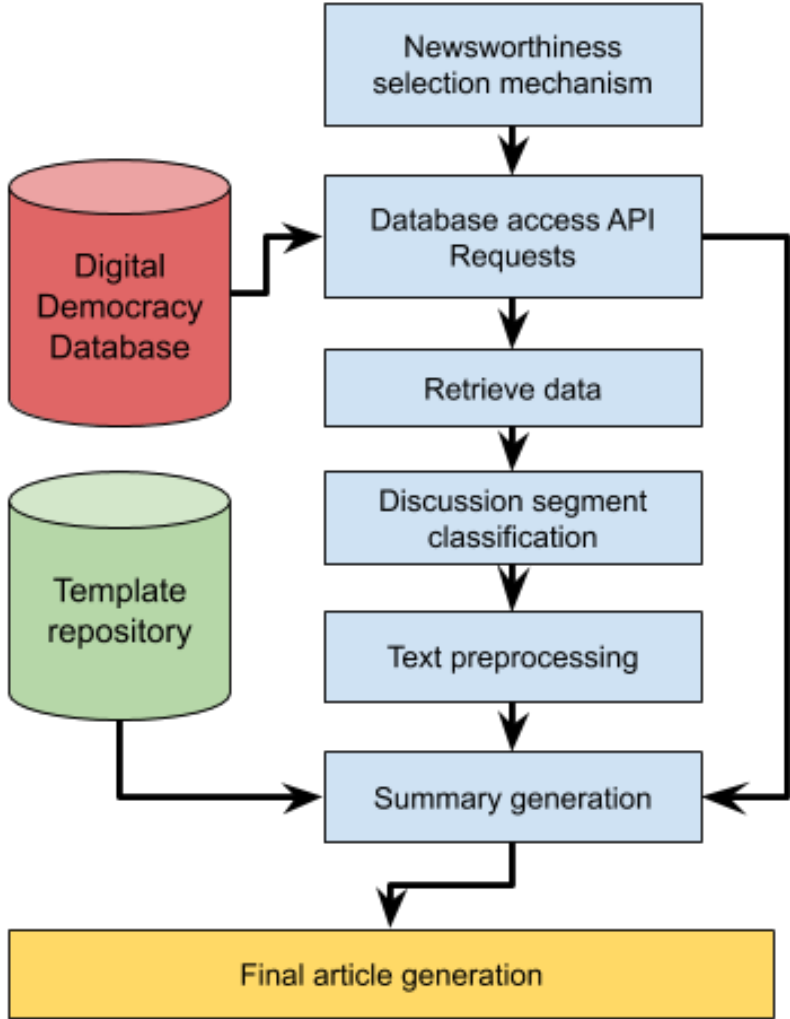 Newsworthiness
selection mechanism
Database access API
Requests
Digital
Democracy
Database
Retrieve data
Discussion segment
classification
Template
repository
Text preprocessing
Summary generation
Final article generation